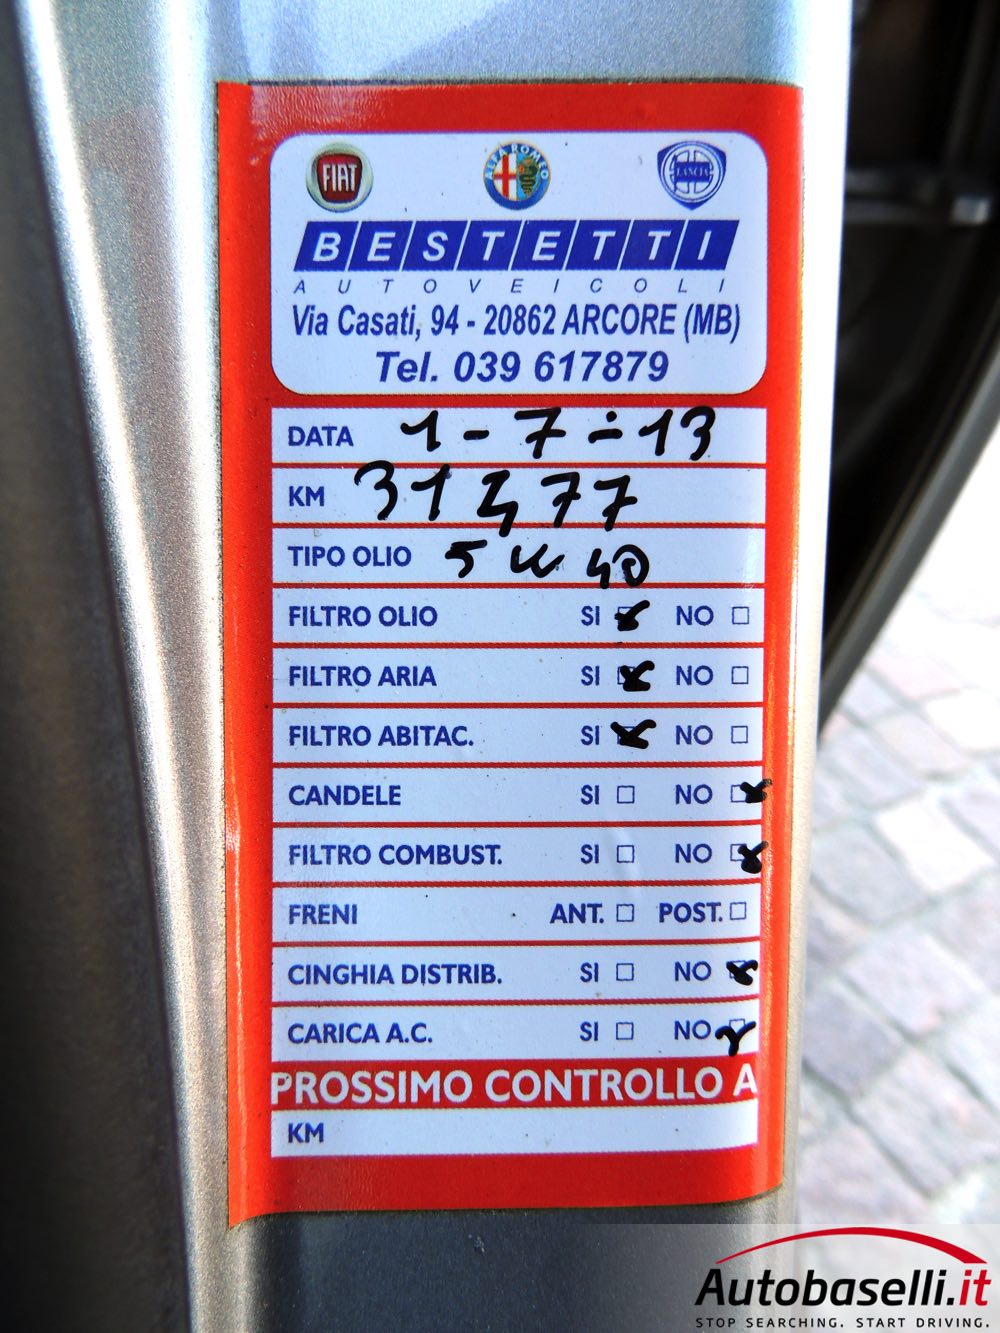 FIAT ALFA ROMEO LANCIA
BESTETTI
AUTOVEICOLI
Via Casati, 94 - 20862 ARCORE (MB)
Tel. 039 617879
DATA 1-7-13
KM 31477
TIPO OLIO 5W40
FILTRO OLIO SI NO
FILTRO ARIA SI NO
FILTRO ABITAC. SI NO
CANDELE SI NO
FILTRO COMBUST. SI NO
FRENI ANT. POST.
CINGHIA DISTRIB. SI NO
CARICA A.C. SI NO
PROSSIMO CONTROLLO A
KM
Autobaselli.it
STOP SEARCHING. START DRIVING.